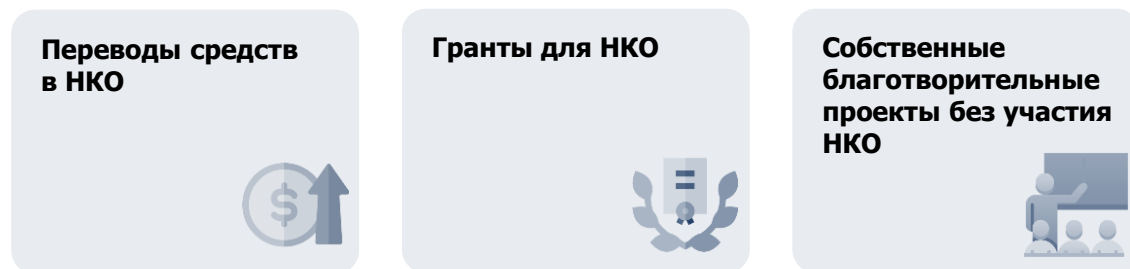 Переводы средств
в НКО
Гранты для НКО
Собственные
благотворительные
проекты без участия
НКО
$